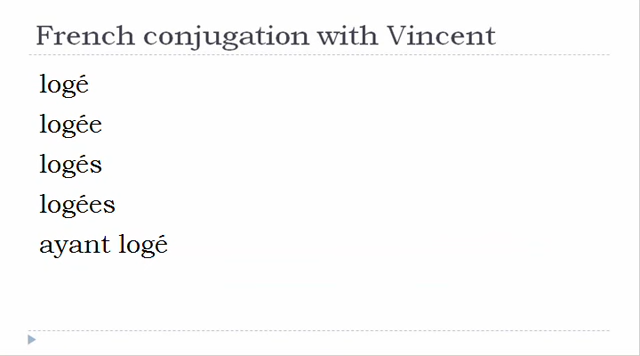 French conjugation with Vincent
logé
logée
logés
logées
ayant logé